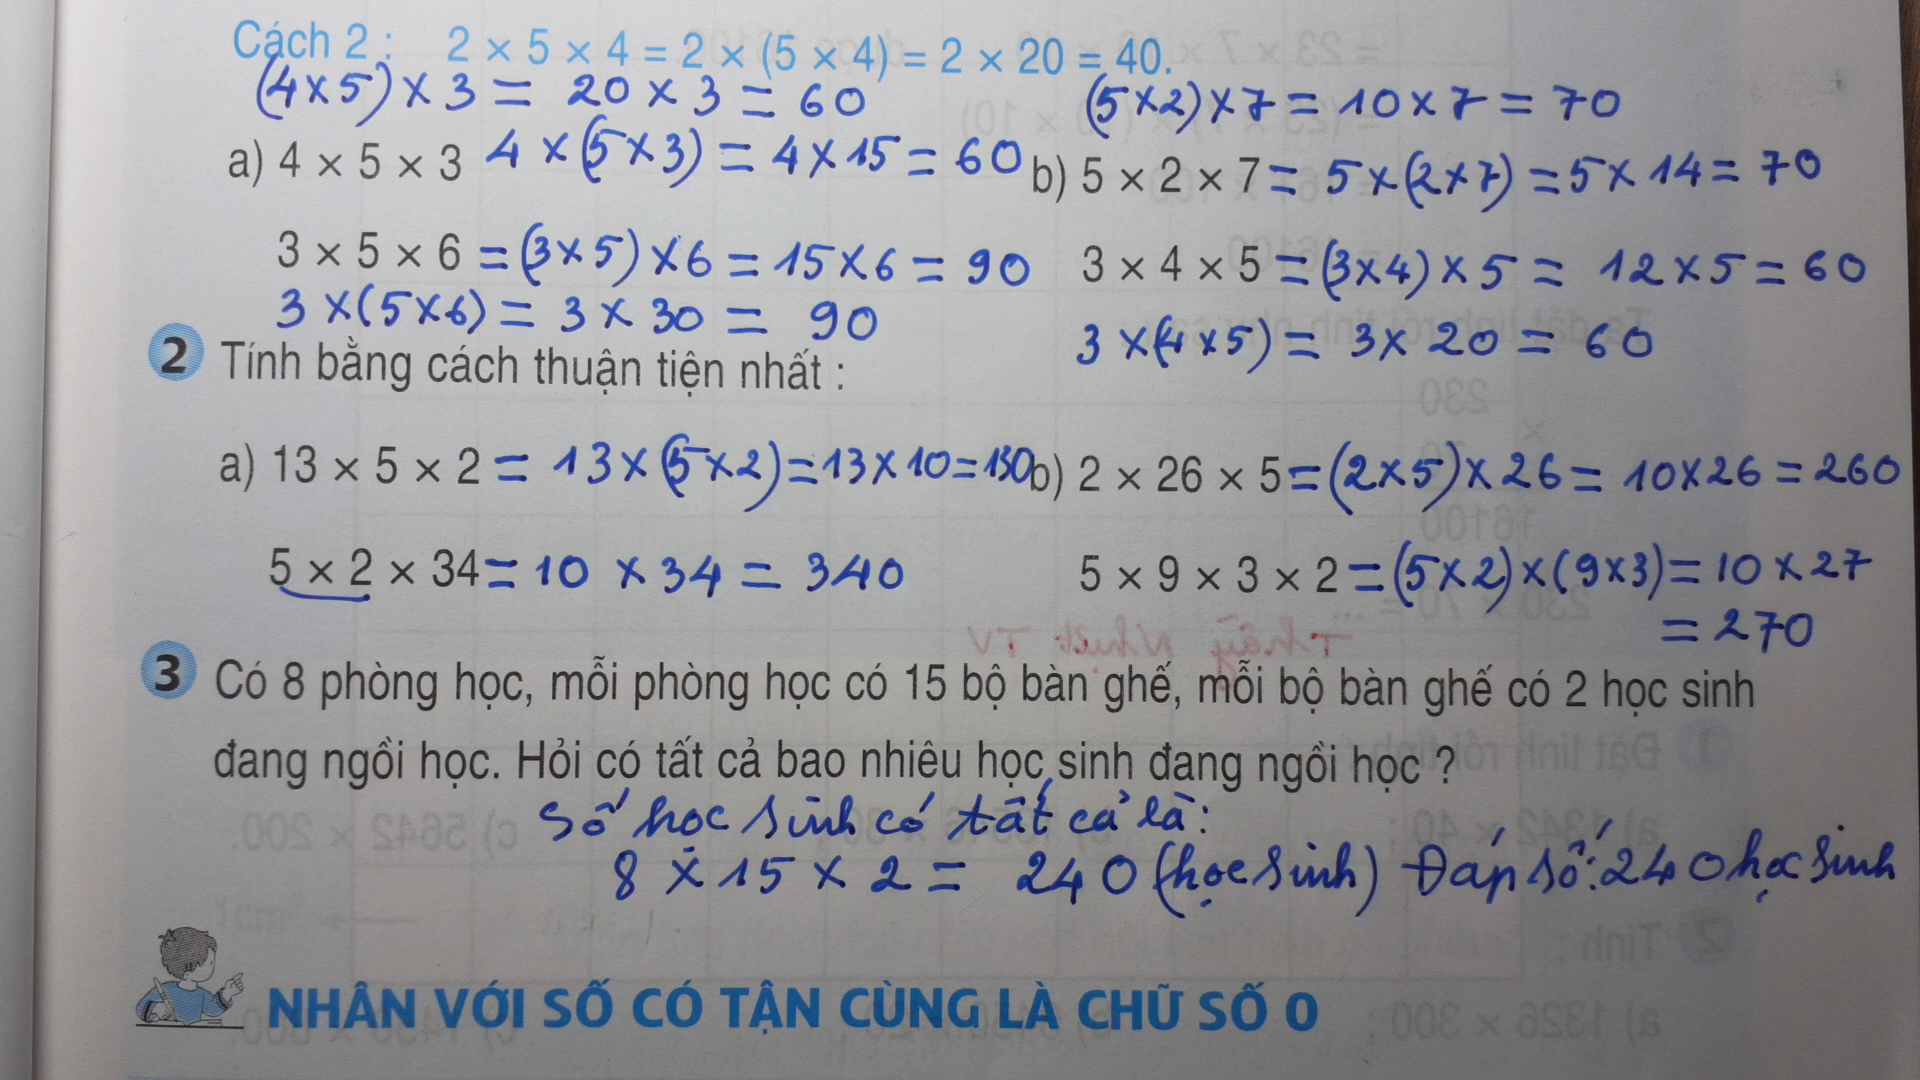 Cách 2 : 2 × 5 × 4 = 2 × (5 × 4) = 2 × 20 = 40.
(4 × 5) × 3 = 20 × 3 = 60
(5 × 2) × 7 = 10 × 7 = 70
a) 4 × 5 × 3 4 × (5 × 3) = 4 × 15 = 60
b) 5 × 2 × 7 = 5 × (2 × 7) = 5 × 14 = 70
3 × 5 × 6 = (3 × 5) × 6 = 15 × 6 = 90
3 × 4 × 5 = (3 × 4) × 5 = 12 × 5 = 60
3 × (5 × 6) = 3 × 30 = 90
3 × (4 × 5) = 3 × 20 = 60
2 Tính bằng cách thuận tiện nhất :
a) 13 × 5 × 2 = 13 × (5 × 2) = 13 × 10 = 130
b) 2 × 26 × 5 = (2 × 5) × 26 = 10 × 26 = 260
5 × 2 × 34 = 10 × 34 = 340
5 × 9 × 3 × 2 = (5 × 2) × (9 × 3) = 10 × 27
= 270
Thầy Nhựt TV
3 Có 8 phòng học, mỗi phòng học có 15 bộ bàn ghế, mỗi bộ bàn ghế có 2 học sinh
đang ngồi học. Hỏi có tất cả bao nhiêu học sinh đang ngồi học ?
Số học sinh có tất cả là:
8 × 15 × 2 = 240 (học sinh) Đáp số: 240 học sinh
NHÂN VỚI SỐ CÓ TẬN CÙNG LÀ CHỮ SỐ 0